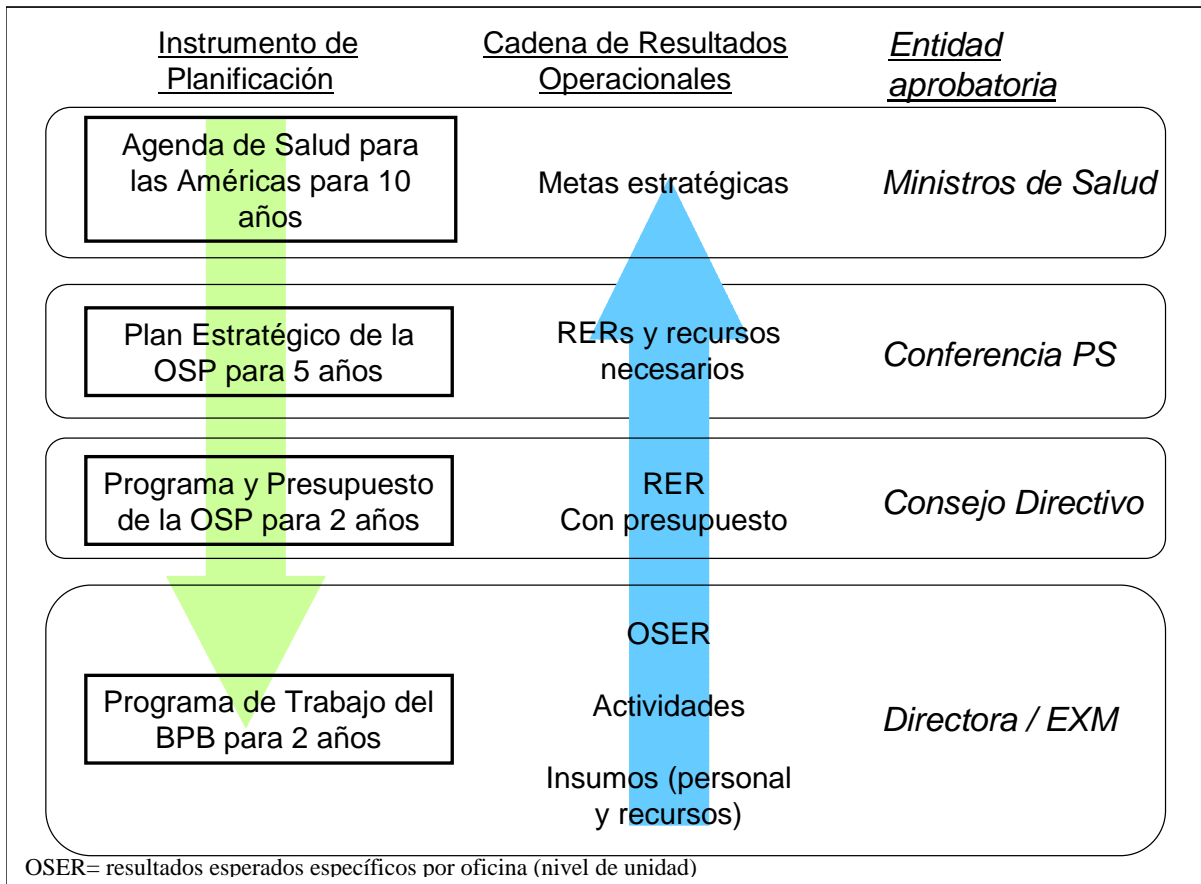 Instrumento de
Planificación
Cadena de Resultados
Operacionales
Entidad
aprobatoria
Agenda de Salud para
las Américas para 10
años
Metas estratégicas
Ministros de Salud
Plan Estratégico de la
OSP para 5 años
RERs y recursos
necesarios
Conferencia PS
Programa y Presupuesto
de la OSP para 2 años
RER
Con presupuesto
Consejo Directivo
Programa de Trabajo del
BPB para 2 años
OSER
Actividades
Insumos (personal
y recursos)
Directora / EXM
OSER= resultados esperados específicos por oficina (nivel de unidad)